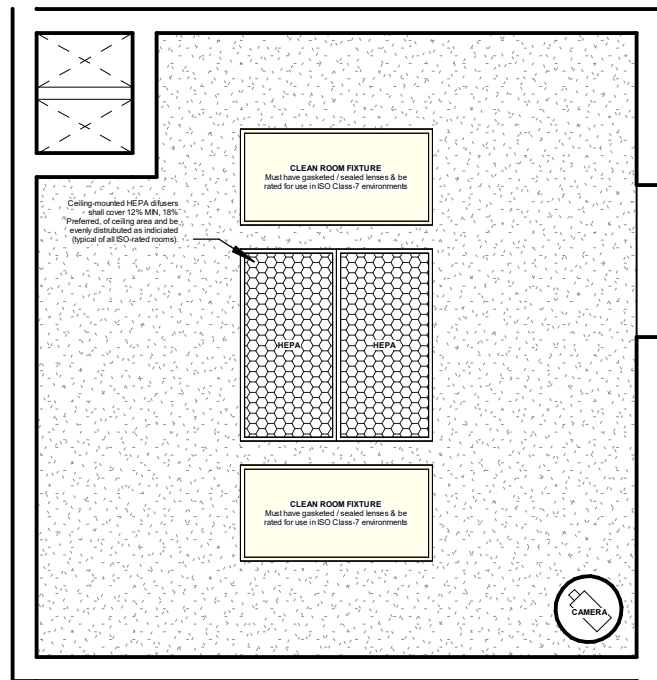 CLEAN ROOM FIXTURE
Must have gasketed / sealed lenses & be
rated for use in ISO Class-7 environments
Ceiling-mounted HEPA difusers
shall cover 12% MIN, 18%
Preferred, of ceiling area and be
evenly distrubuted as indiciated
(typical of all ISO-rated rooms).
HEPA
HEPA
CLEAN ROOM FIXTURE
Must have gasketed / sealed lenses & be
rated for use in ISO Class-7 environments
CAMERA